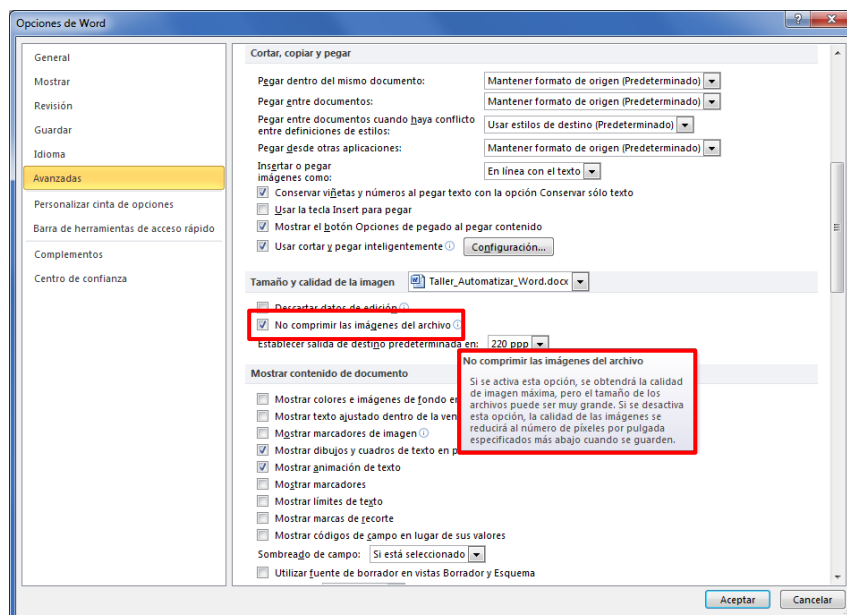 Opciones de Word
General
Mostrar
Revisión
Guardar
Idioma
Avanzadas
Personalizar cinta de opciones
Barra de herramientas de acceso rápido
Complementos
Centro de confianza
Cortar, copiar y pegar
Pegar dentro del mismo documento: Mantener formato de origen (Predeterminado)
Pegar entre documentos: Mantener formato de origen (Predeterminado)
Pegar entre documentos cuando haya conflicto
entre definiciones de estilos: Usar estilos de destino (Predeterminado)
Pegar desde otras aplicaciones: Mantener formato de origen (Predeterminado)
Insertar o pegar
imágenes como: En línea con el texto
Conservar viñetas y números al pegar texto con la opción Conservar sólo texto
Usar la tecla Insert para pegar
Mostrar el botón Opciones de pegado al pegar contenido
Usar cortar y pegar inteligentemente Configuración...
Tamaño y calidad de la imagen Taller_Automatizar_Word.docx
Descartar datos de edición
No comprimir las imágenes del archivo
Establecer salida de destino predeterminada en: 220 ppp
No comprimir las imágenes del archivo
Si se activa esta opción, se obtendrá la calidad
de imagen máxima, pero el tamaño de los
archivos puede ser muy grande. Si se desactiva
esta opción, la calidad de las imágenes se
reducirá al número de píxeles por pulgada
especificados más abajo cuando se guarden.
Mostrar contenido de documento
Mostrar colores e imágenes de fondo en
Mostrar texto ajustado dentro de la ven
Mostrar marcadores de imagen
Mostrar dibujos y cuadros de texto en p
Mostrar animación de texto
Mostrar marcadores
Mostrar límites de texto
Mostrar marcas de recorte
Mostrar códigos de campo en lugar de sus valores
Sombreado de campo: Si está seleccionado
Utilizar fuente de borrador en vistas Borrador y Esquema
Aceptar Cancelar